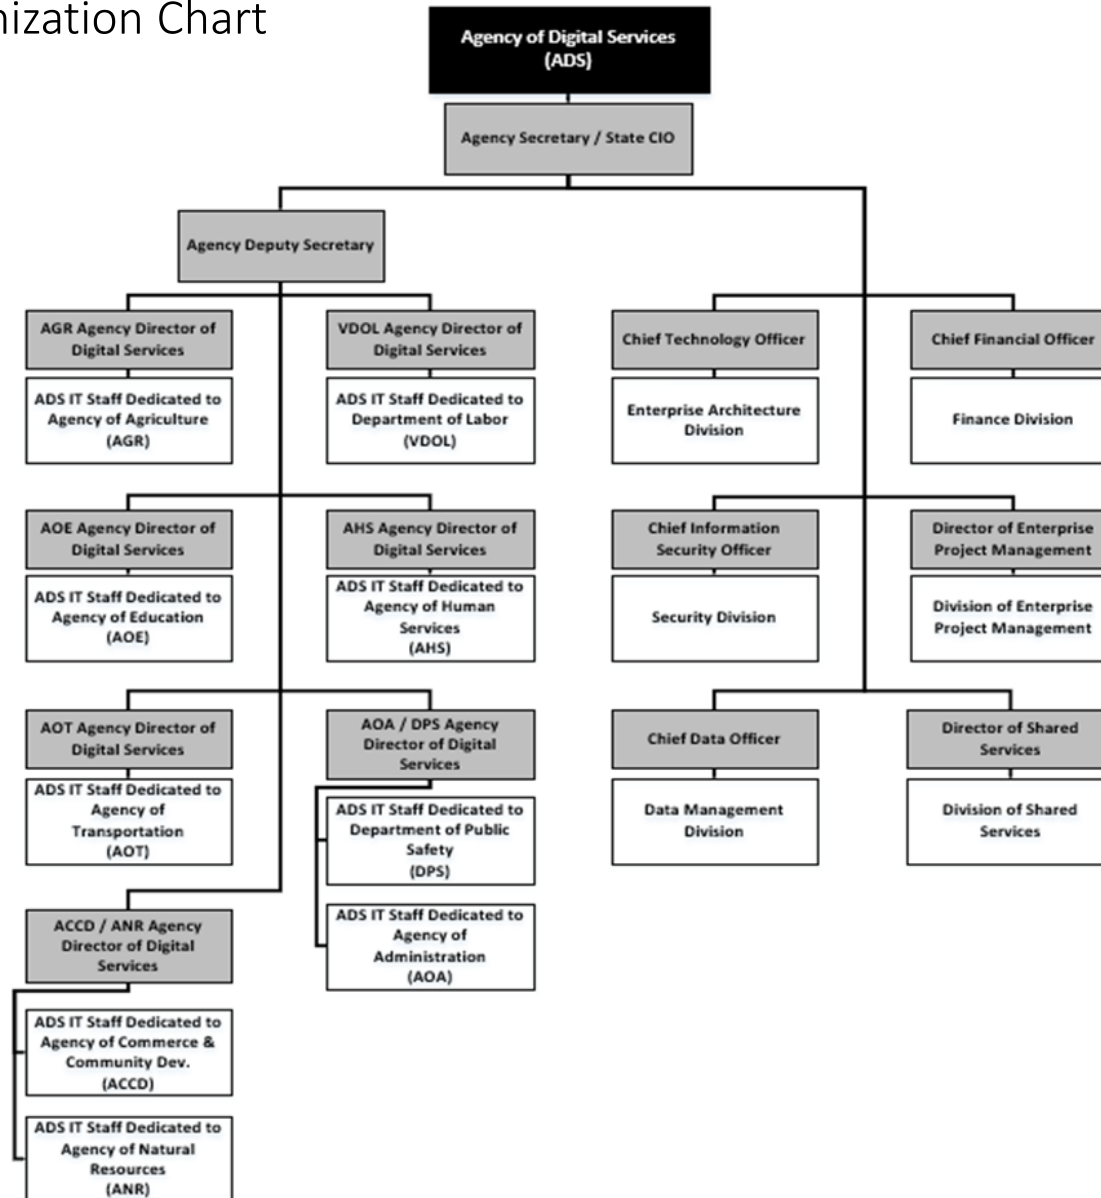 nization Chart
Agency of Digital Services
(ADS)
Agency Secretary / State CIO
Agency Deputy Secretary
AGR Agency Director of
Digital Services
ADS IT Staff Dedicated to
Agency of Agriculture
(AGR)
VDOL Agency Director of
Digital Services
ADS IT Staff Dedicated to
Department of Labor
(VDOL)
Chief Technology Officer
Enterprise Architecture
Division
Chief Financial Officer
Finance Division
AOE Agency Director of
Digital Services
ADS IT Staff Dedicated to
Agency of Education
(AOE)
AHS Agency Director of
Digital Services
ADS IT Staff Dedicated to
Agency of Human
Services
(AHS)
Chief Information
Security Officer
Security Division
Director of Enterprise
Project Management
Division of Enterprise
Project Management
AOT Agency Director of
Digital Services
ADS IT Staff Dedicated to
Agency of
Transportation
(AOT)
AOA / DPS Agency
Director of Digital
Services
ADS IT Staff Dedicated to
Department of Public
Safety
(DPS)
ADS IT Staff Dedicated to
Agency of
Administration
(AOA)
Chief Data Officer
Data Management
Division
Director of Shared
Services
Division of Shared
Services
ACCD / ANR Agency
Director of Digital
Services
ADS IT Staff Dedicated to
Agency of Commerce &
Community Dev.
(ACCD)
ADS IT Staff Dedicated to
Agency of Natural
Resources
(ANR)